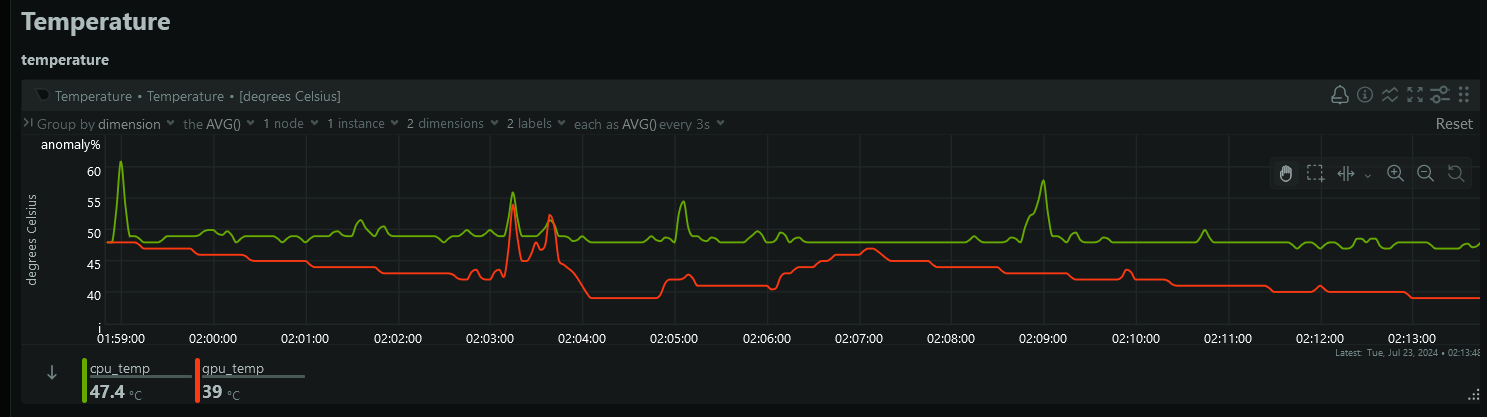 Temperature
temperature
Temperature • Temperature • [degrees Celsius]
Group by dimension the AVG() 1 node 1 instance 2 dimensions 2 labels each as AVG() every 3s Reset
anomaly%
60
55
50
45
40
degrees Celsius
01:59:00 02:00:00 02:01:00 02:02:00 02:03:00 02:04:00 02:05:00 02:06:00 02:07:00 02:08:00 02:09:00 02:10:00 02:11:00 02:12:00 02:13:00
Latest: Tue, Jul 23, 2024 • 02:13:48
cpu_temp gpu_temp
47.4 °C 39 °C